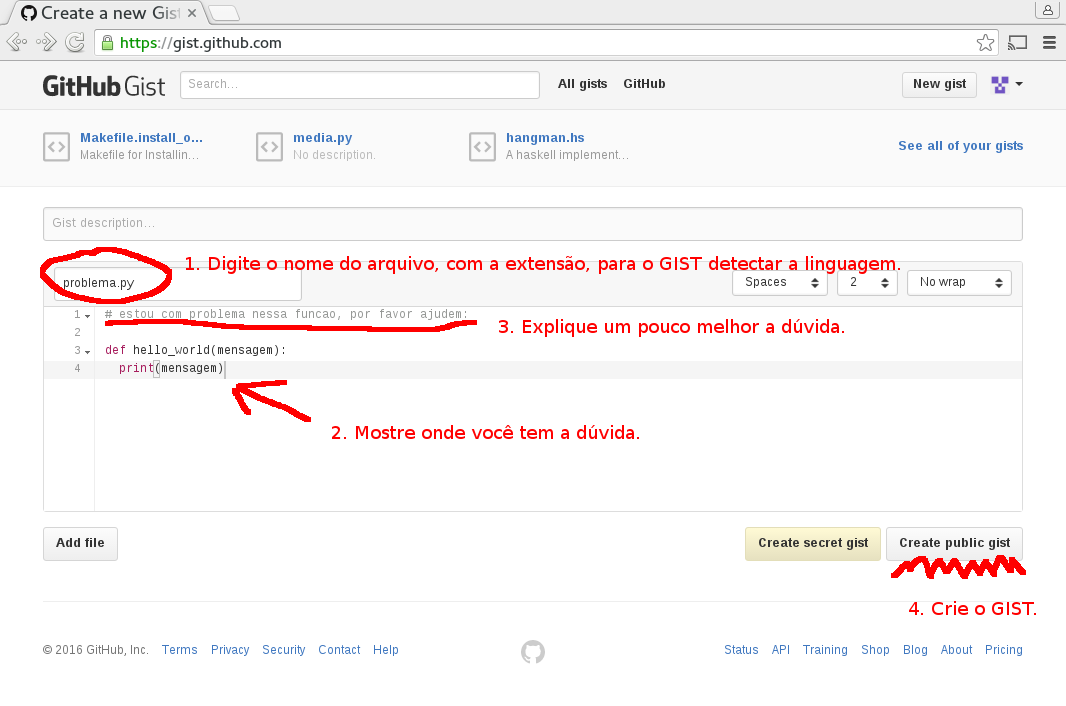 Create a new Gis
https://gist.github.com
GitHub Gist
Search...
All gists
GitHub
New gist
Makefile.install_o...
Makefile for Installin...
media.py
No description.
hangman.hs
A haskell implement...
See all of your gists
Gist description...
1. Digite o nome do arquivo, com a extensão, para o GIST detectar a linguagem.
problema.py
Spaces
2
No wrap
1 # estou com problema nessa funcao, por favor ajudem:
3. Explique um pouco melhor a dúvida.
2
3 def hello_world(mensagem):
4 print(mensagem)
2. Mostre onde você tem a dúvida.
Add file
Create secret gist
Create public gist
4. Crie o GIST.
© 2016 GitHub, Inc. Terms Privacy Security Contact Help
Status API Training Shop Blog About Pricing